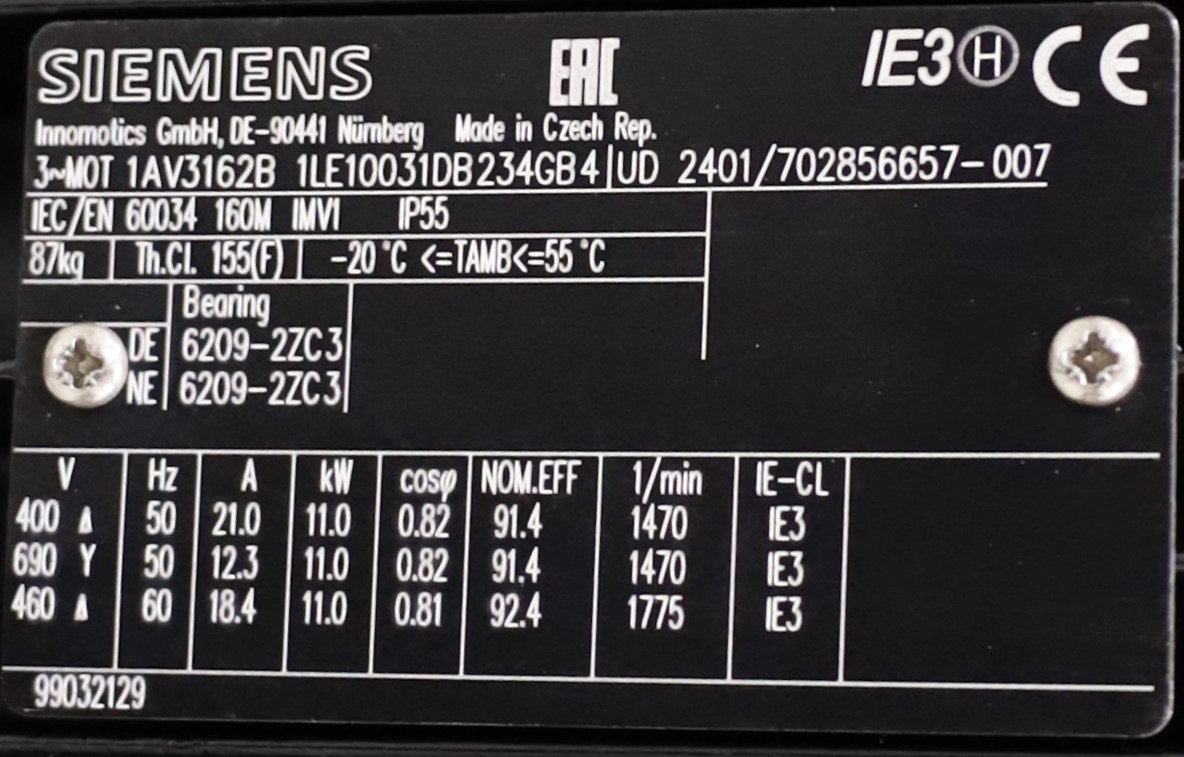 SIEMENS EAC IE3 H CE
Innomotics GmbH, DE-90441 Nürnberg Made in Czech Rep.
3~MOT 1AV3162B 1LE10031DB234GB4 UD 2401/702856657-007
IEC/EN 60034 160M IMV1 IP55
87kg Th.Cl. 155(F) -20 °C <=TAMB<=55 °C
Bearing
DE 6209-2ZC3
NE 6209-2ZC3
V Hz A kW cosφ NOM.EFF 1/min IE-CL
400 Δ 50 21.0 11.0 0.82 91.4 1470 IE3
690 Y 50 12.3 11.0 0.82 91.4 1470 IE3
460 Δ 60 18.4 11.0 0.81 92.4 1775 IE3
99032129